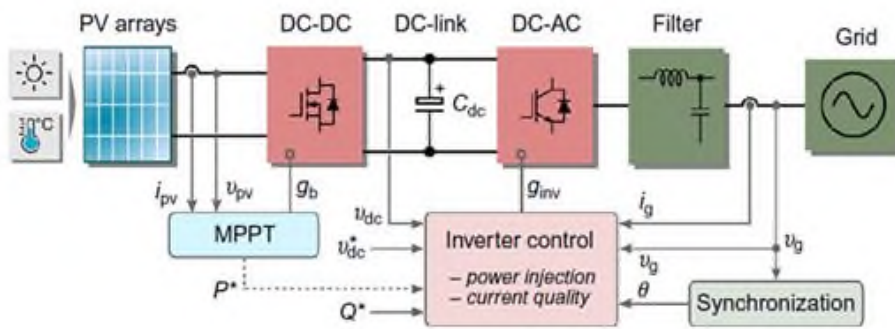 PV arrays
DC-DC
DC-link
DC-AC
Filter
Grid
+
C_dc
i_pv
v_pv
g_b
v_dc
g_inv
i_g
MPPT
v*_dc
Inverter control
v_g
v_g
– power injection
P*
– current quality
θ
Synchronization
Q*